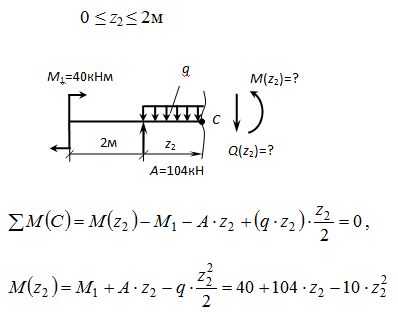 0 ≤ z₂ ≤ 2м
q
M₁=40кНм
M(z₂)=?
C
2м
z₂
Q(z₂)=?
A=104кН
∑M(C) = M(z₂) − M₁ − A·z₂ + (q·z₂)·z₂/2 = 0,
M(z₂) = M₁ + A·z₂ − q·z₂²/2 = 40 + 104·z₂ − 10·z₂²